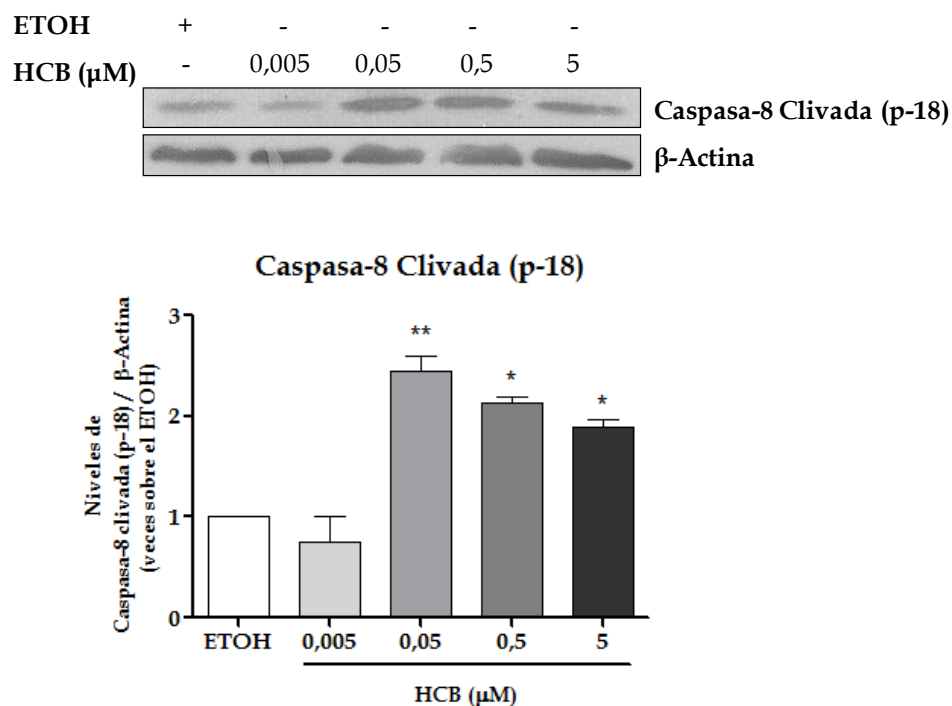 ETOH + - - - -
HCB (µM) - 0,005 0,05 0,5 5
Caspasa-8 Clivada (p-18)
β-Actina
Caspasa-8 Clivada (p-18)
Niveles de
Caspasa-8 clivada (p-18) / β-Actina
(veces sobre el ETOH)
3
2
1
0
** * *
ETOH 0,005 0,05 0,5 5
HCB (µM)